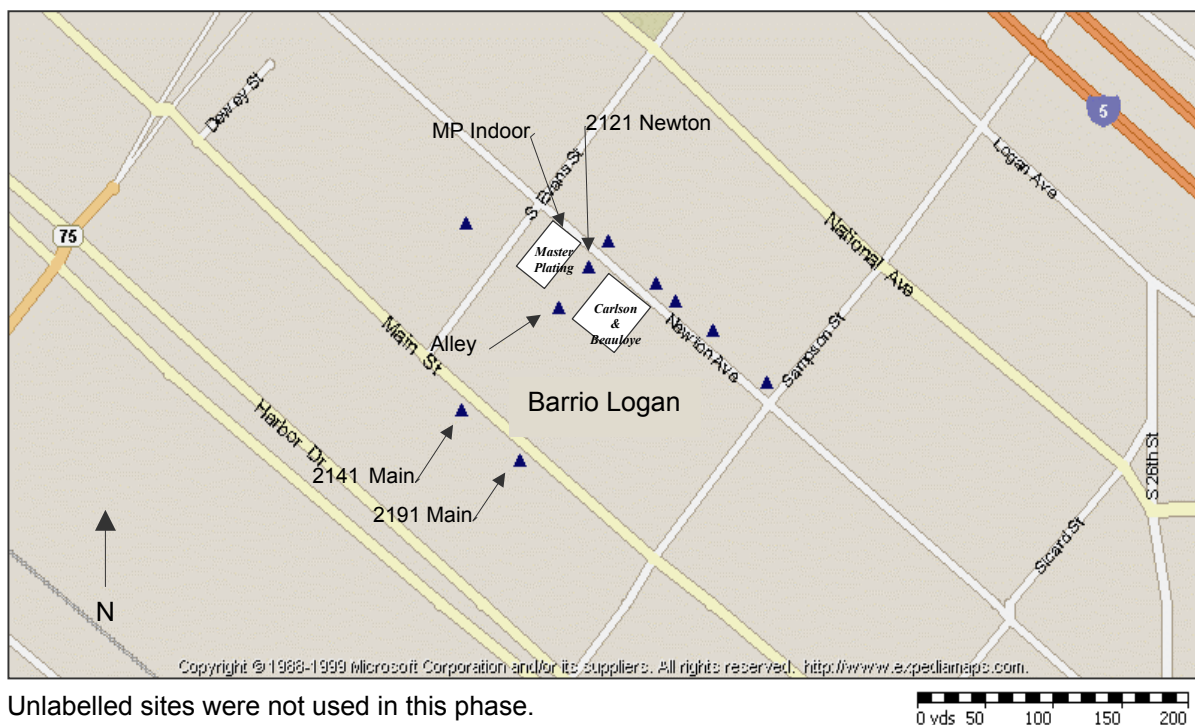 Dewey St
MP Indoor
2121 Newton
5
Logan Ave
S Evans St
National Ave
75
Master
Plating
Carlson
&
Beauloye
Alley
Main St
Newton Ave
Sampson St
Barrio Logan
Harbor Dr
2141 Main
2191 Main
S 26th St
Sicard St
N
Copyright © 1988-1999 Microsoft Corporation and/or its suppliers. All rights reserved. http://www.expediamaps.com.
Unlabelled sites were not used in this phase.
0 yds 50 100 150 200